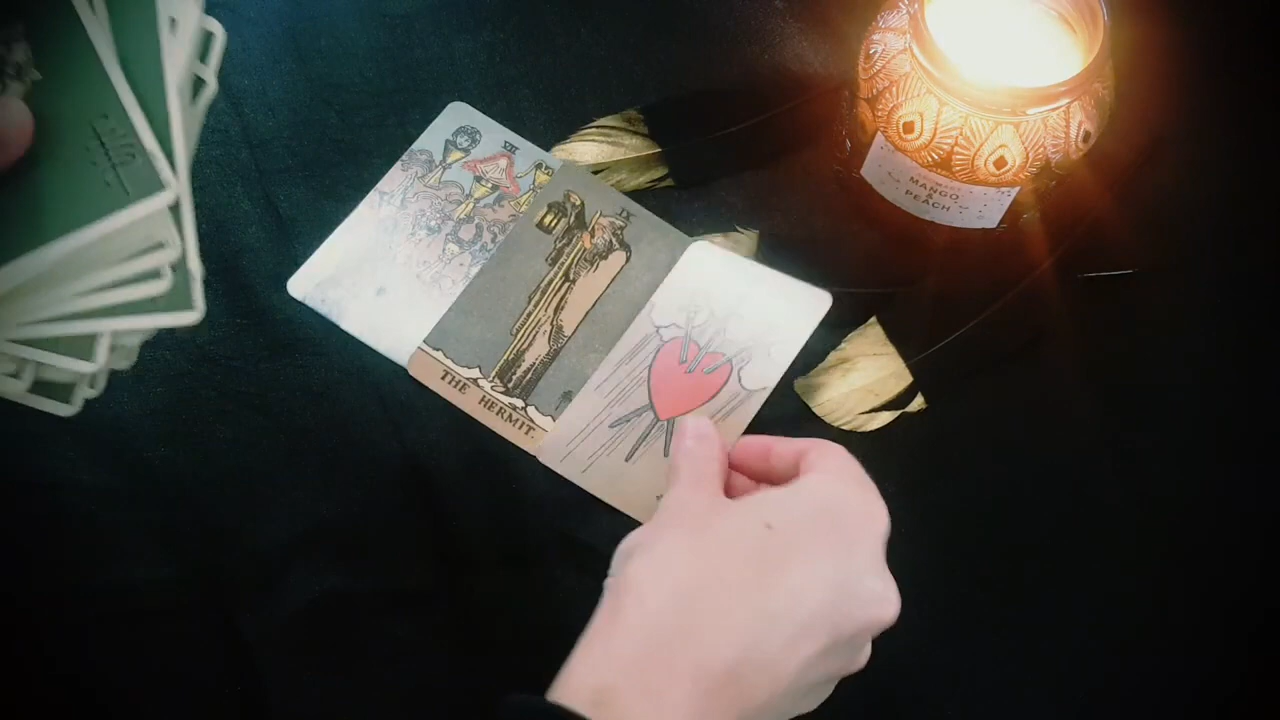 VII
IX
THE HERMIT.
MANGO
&
PEACH